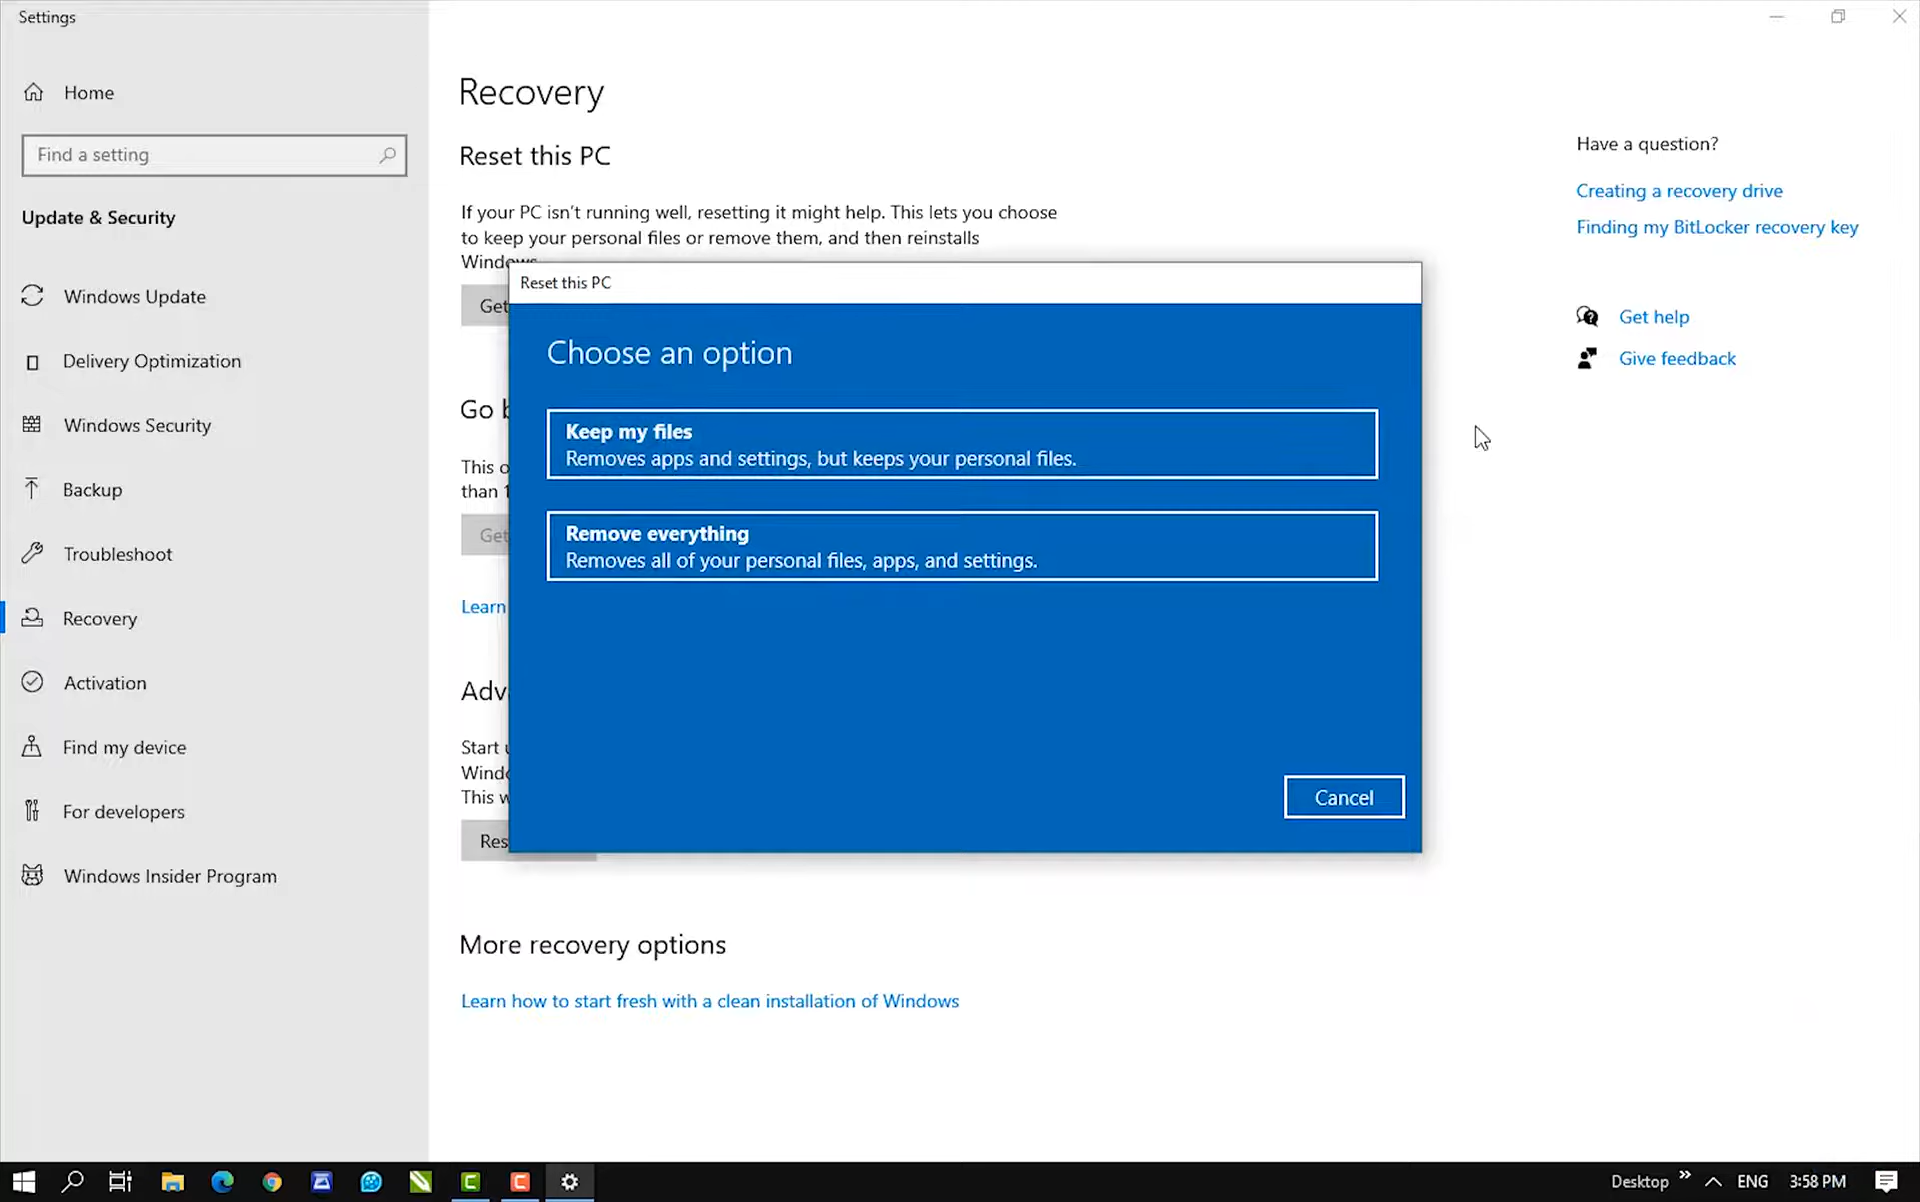 Settings
Home
Find a setting
Update & Security
Windows Update
Delivery Optimization
Windows Security
Backup
Troubleshoot
Recovery
Activation
Find my device
For developers
Windows Insider Program
Recovery
Reset this PC
If your PC isn't running well, resetting it might help. This lets you choose
to keep your personal files or remove them, and then reinstalls
Windows.
Get
Go b
This o
than 1
Get
Learn
Adv
Start u
Windo
This w
Res
More recovery options
Learn how to start fresh with a clean installation of Windows
Reset this PC
Choose an option
Keep my files
Removes apps and settings, but keeps your personal files.
Remove everything
Removes all of your personal files, apps, and settings.
Cancel
Have a question?
Creating a recovery drive
Finding my BitLocker recovery key
Get help
Give feedback
Desktop
ENG
3:58 PM